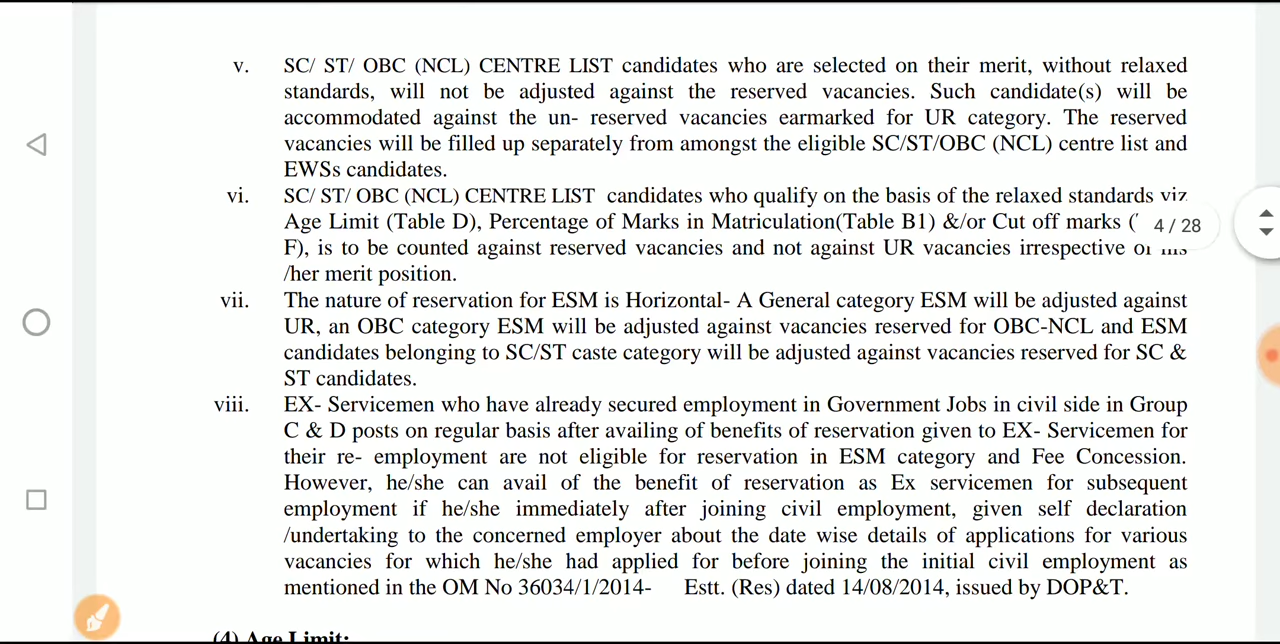 v. SC/ ST/ OBC (NCL) CENTRE LIST candidates who are selected on their merit, without relaxed
standards, will not be adjusted against the reserved vacancies. Such candidate(s) will be
accommodated against the un- reserved vacancies earmarked for UR category. The reserved
vacancies will be filled up separately from amongst the eligible SC/ST/OBC (NCL) centre list and
EWSs candidates.
vi. SC/ ST/ OBC (NCL) CENTRE LIST candidates who qualify on the basis of the relaxed standards viz
Age Limit (Table D), Percentage of Marks in Matriculation(Table B1) &/or Cut off marks (
4 / 28
F), is to be counted against reserved vacancies and not against UR vacancies irrespective of his
/her merit position.
vii. The nature of reservation for ESM is Horizontal- A General category ESM will be adjusted against
UR, an OBC category ESM will be adjusted against vacancies reserved for OBC-NCL and ESM
candidates belonging to SC/ST caste category will be adjusted against vacancies reserved for SC &
ST candidates.
viii. EX- Servicemen who have already secured employment in Government Jobs in civil side in Group
C & D posts on regular basis after availing of benefits of reservation given to EX- Servicemen for
their re- employment are not eligible for reservation in ESM category and Fee Concession.
However, he/she can avail of the benefit of reservation as Ex servicemen for subsequent
employment if he/she immediately after joining civil employment, given self declaration
/undertaking to the concerned employer about the date wise details of applications for various
vacancies for which he/she had applied for before joining the initial civil employment as
mentioned in the OM No 36034/1/2014- Estt. (Res) dated 14/08/2014, issued by DOP&T.
(4) Age Limit: